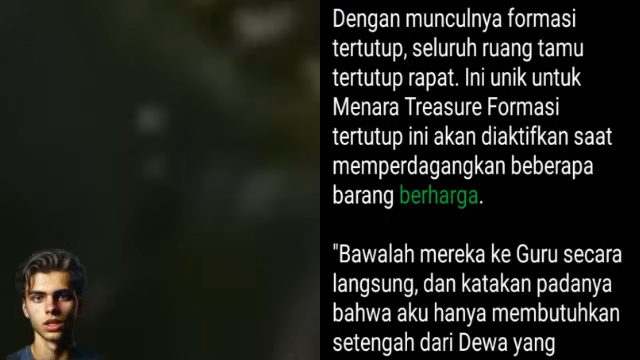 Dengan munculnya formasi
tertutup, seluruh ruang tamu
tertutup rapat. Ini unik untuk
Menara Treasure Formasi
tertutup ini akan diaktifkan saat
memperdagangkan beberapa
barang berharga.
"Bawalah mereka ke Guru secara
langsung, dan katakan padanya
bahwa aku hanya membutuhkan
setengah dari Dewa yang